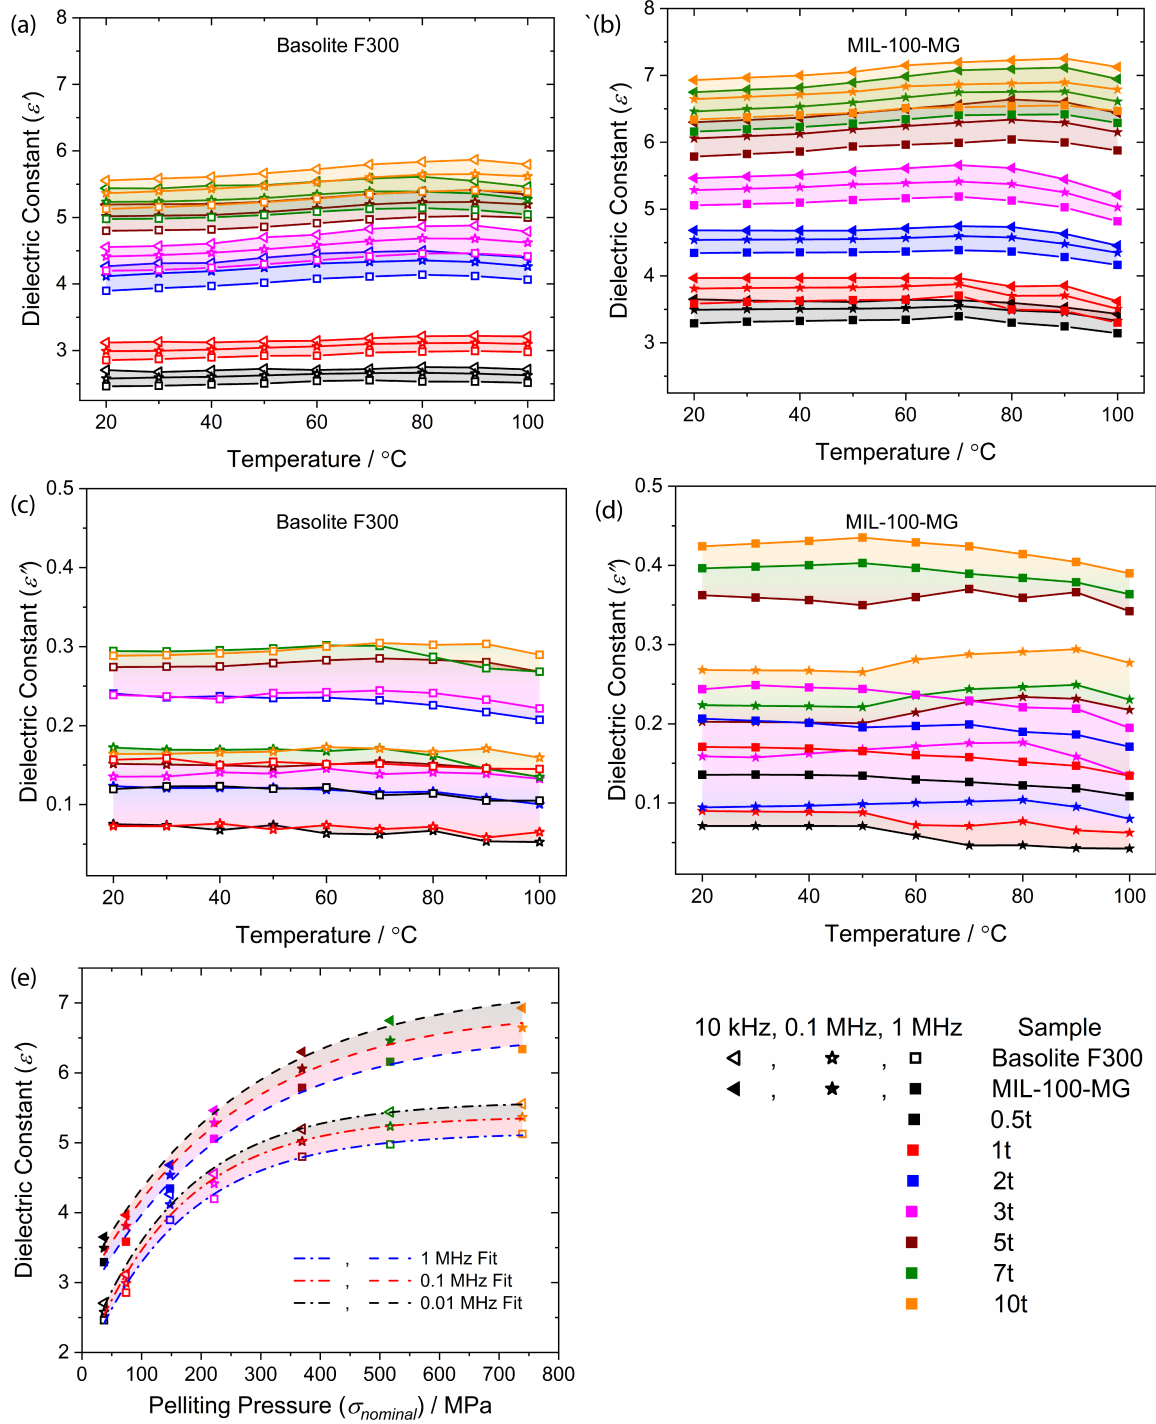 (a)
Basolite F300
8
7
6
5
4
3
Dielectric Constant (ε′)
20 40 60 80 100
Temperature / °C
`(b)
MIL-100-MG
8
7
6
5
4
3
Dielectric Constant (ε′)
20 40 60 80 100
Temperature / °C
(c)
Basolite F300
0.5
0.4
0.3
0.2
0.1
Dielectric Constant (ε″)
20 40 60 80 100
Temperature / °C
(d)
MIL-100-MG
0.5
0.4
0.3
0.2
0.1
Dielectric Constant (ε″)
20 40 60 80 100
Temperature / °C
(e)
7
6
5
4
3
2
Dielectric Constant (ε′)
, 1 MHz Fit
, 0.1 MHz Fit
, 0.01 MHz Fit
0 100 200 300 400 500 600 700 800
Pelliting Pressure (σnominal) / MPa
10 kHz, 0.1 MHz, 1 MHz Sample
, , Basolite F300
, , MIL-100-MG
0.5t
1t
2t
3t
5t
7t
10t